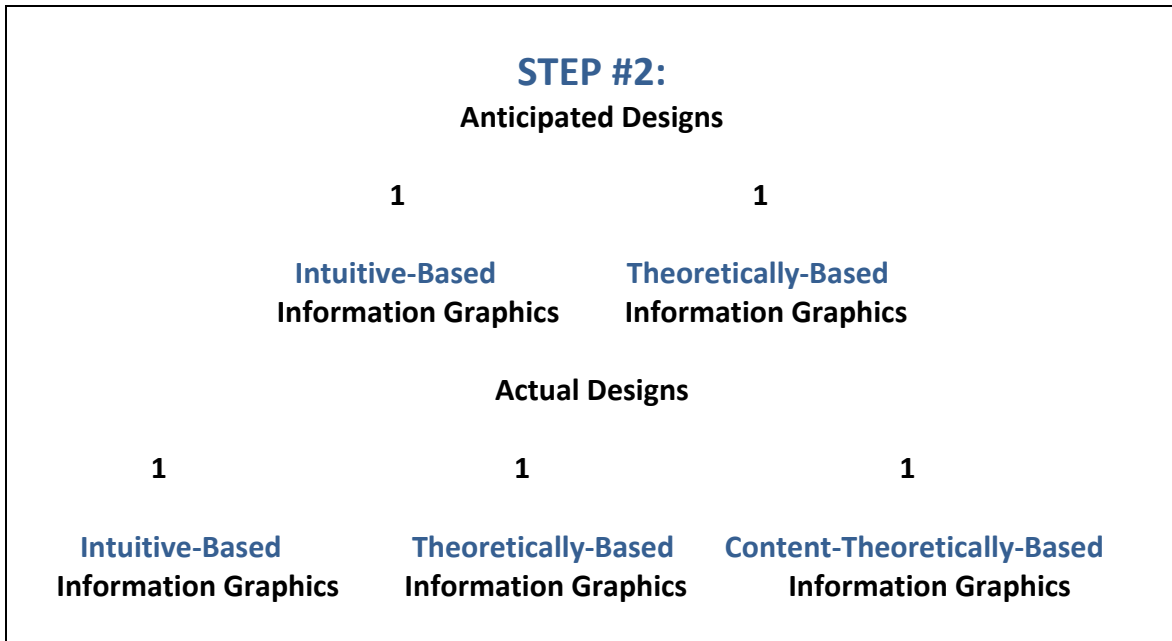 STEP #2:
Anticipated Designs
1 1
Intuitive-Based Theoretically-Based
Information Graphics Information Graphics
Actual Designs
1 1 1
Intuitive-Based Theoretically-Based Content-Theoretically-Based
Information Graphics Information Graphics Information Graphics